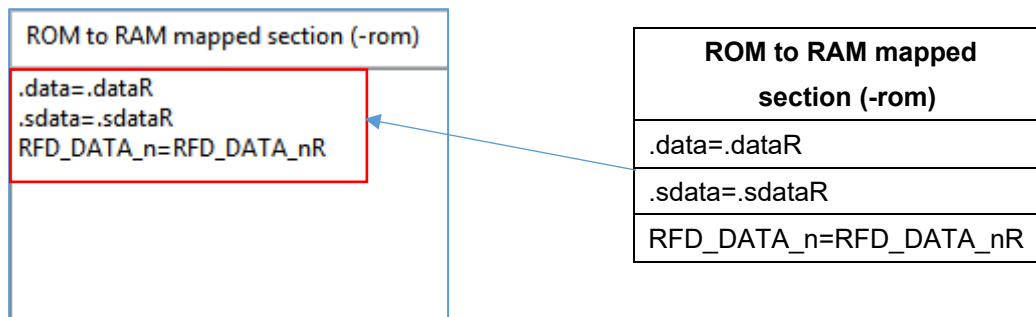 ROM to RAM mapped section (-rom)
.data=.dataR
.sdata=.sdataR
RFD_DATA_n=RFD_DATA_nR
ROM to RAM mapped
section (-rom)
.data=.dataR
.sdata=.sdataR
RFD_DATA_n=RFD_DATA_nR